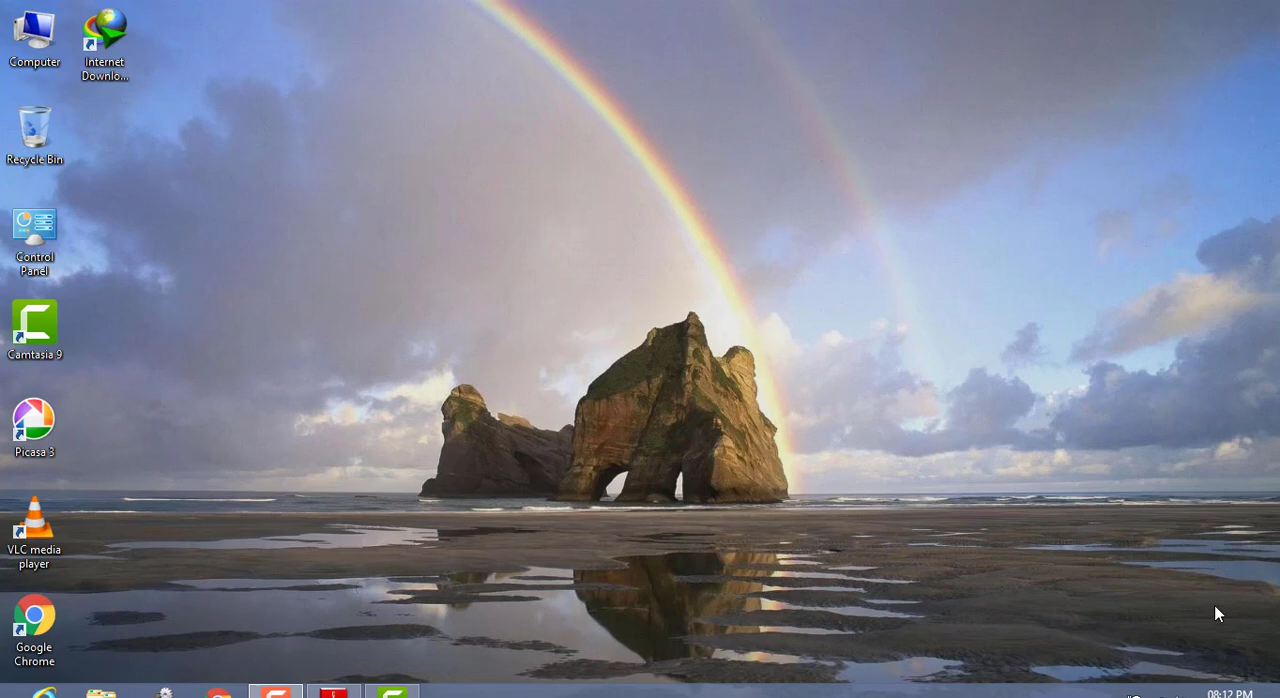 Computer
Internet
Downlo...
Recycle Bin
Control
Panel
Camtasia 9
Picasa 3
VLC media
player
Google
Chrome
08:12 PM